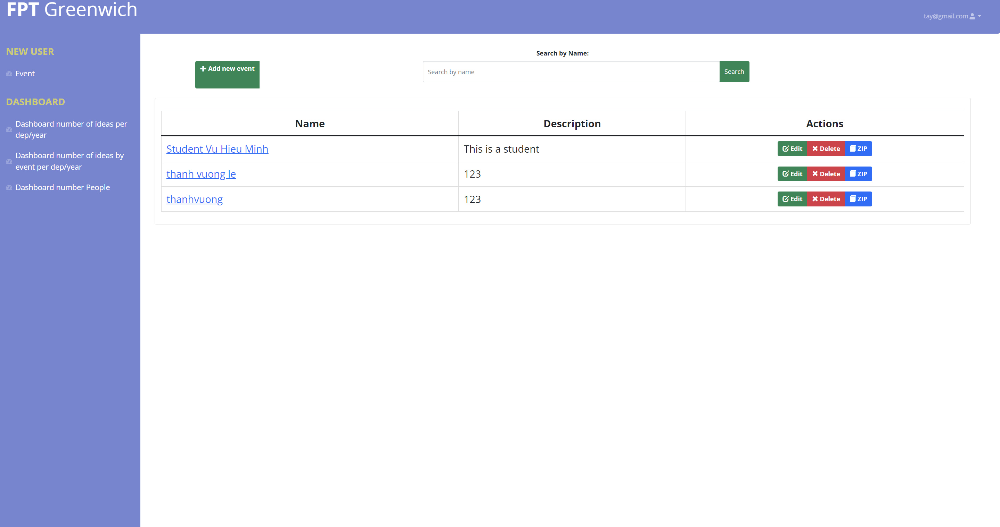 FPT Greenwich
tay@gmail.com
NEW USER
Event
DASHBOARD
Dashboard number of ideas per
dep/year
Dashboard number of ideas by
event per dep/year
Dashboard number People
Search by Name:
Add new event
Search by name
Search
Name Description Actions
Student Vu Hieu Minh This is a student Edit Delete ZIP
thanh vuong le 123 Edit Delete ZIP
thanhvuong 123 Edit Delete ZIP